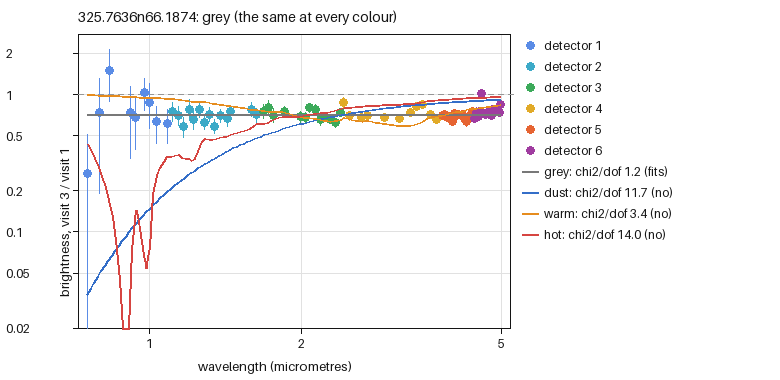 325.7636n66.1874: grey (the same at every colour)
2
1
0.5
0.2
0.1
0.05
0.02
brightness, visit 3 / visit 1
1
2
5
wavelength (micrometres)
detector 1
detector 2
detector 3
detector 4
detector 5
detector 6
grey: chi2/dof 1.2 (fits)
dust: chi2/dof 11.7 (no)
warm: chi2/dof 3.4 (no)
hot: chi2/dof 14.0 (no)